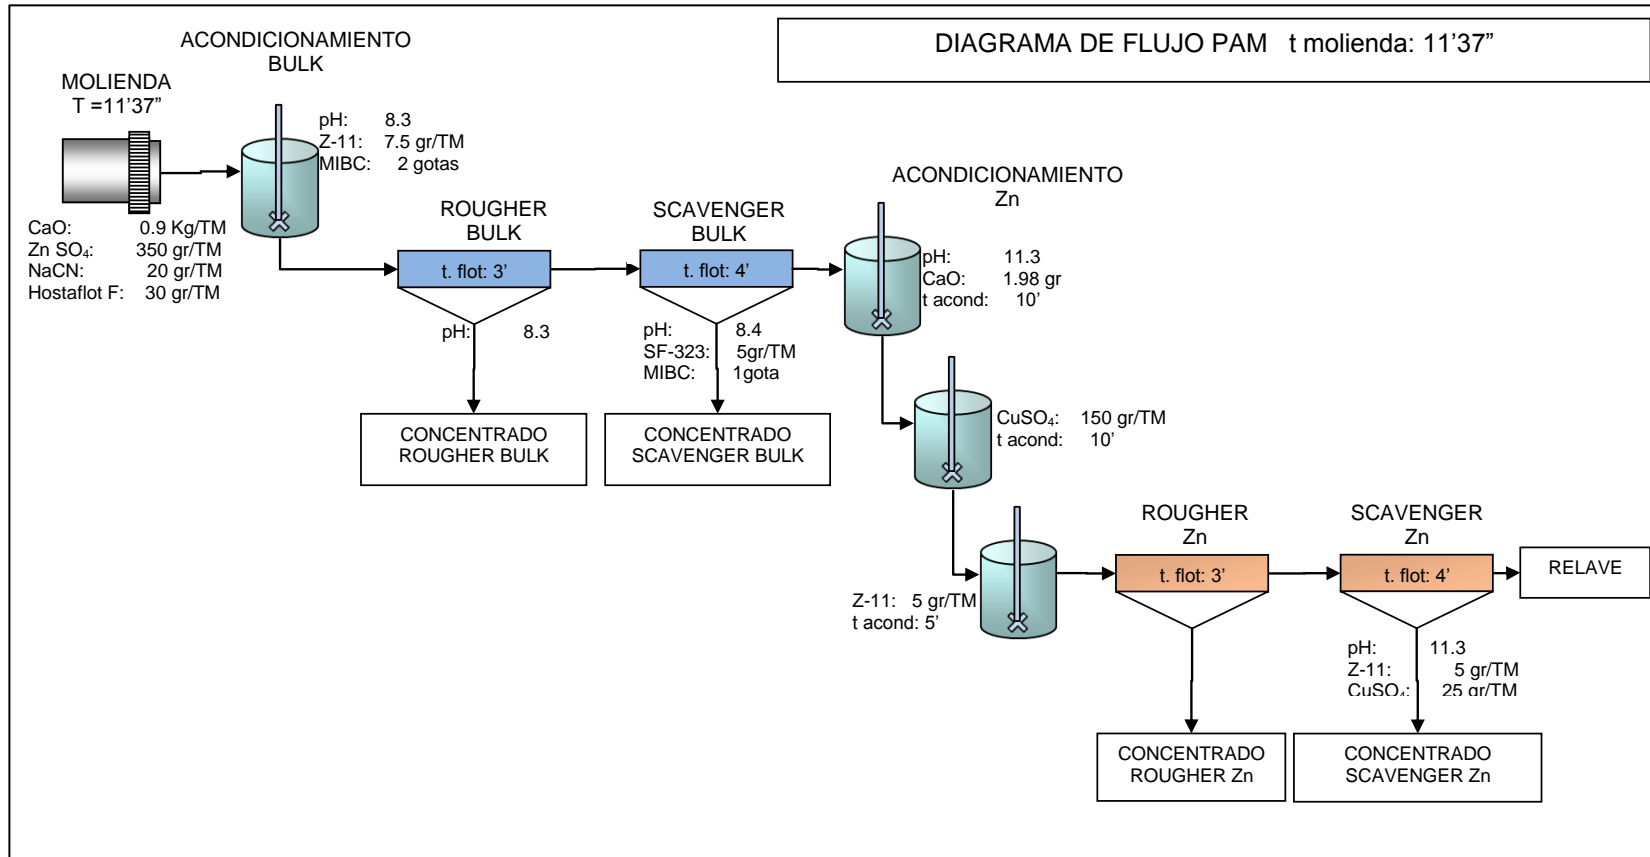 DIAGRAMA DE FLUJO PAM t molienda: 11’37”
ACONDICIONAMIENTO
BULK
MOLIENDA
T =11’37”
pH: 8.3
Z-11: 7.5 gr/TM
MIBC: 2 gotas
CaO: 0.9 Kg/TM
Zn SO₄: 350 gr/TM
NaCN: 20 gr/TM
Hostaflot F: 30 gr/TM
ROUGHER
BULK
t. flot: 3’
pH: 8.3
CONCENTRADO
ROUGHER BULK
SCAVENGER
BULK
t. flot: 4’
pH: 8.4
SF-323: 5gr/TM
MIBC: 1gota
CONCENTRADO
SCAVENGER BULK
ACONDICIONAMIENTO
Zn
pH: 11.3
CaO: 1.98 gr
t acond: 10’
CuSO₄: 150 gr/TM
t acond: 10’
Z-11: 5 gr/TM
t acond: 5’
ROUGHER
Zn
t. flot: 3’
CONCENTRADO
ROUGHER Zn
SCAVENGER
Zn
t. flot: 4’
pH: 11.3
Z-11: 5 gr/TM
CuSO₄: 25 gr/TM
CONCENTRADO
SCAVENGER Zn
RELAVE